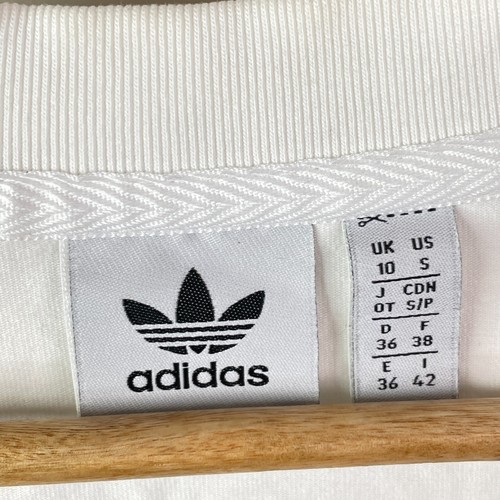 adidas
UK US
10 S
J CDN
OT S/P
D F
36 38
E I
36 42